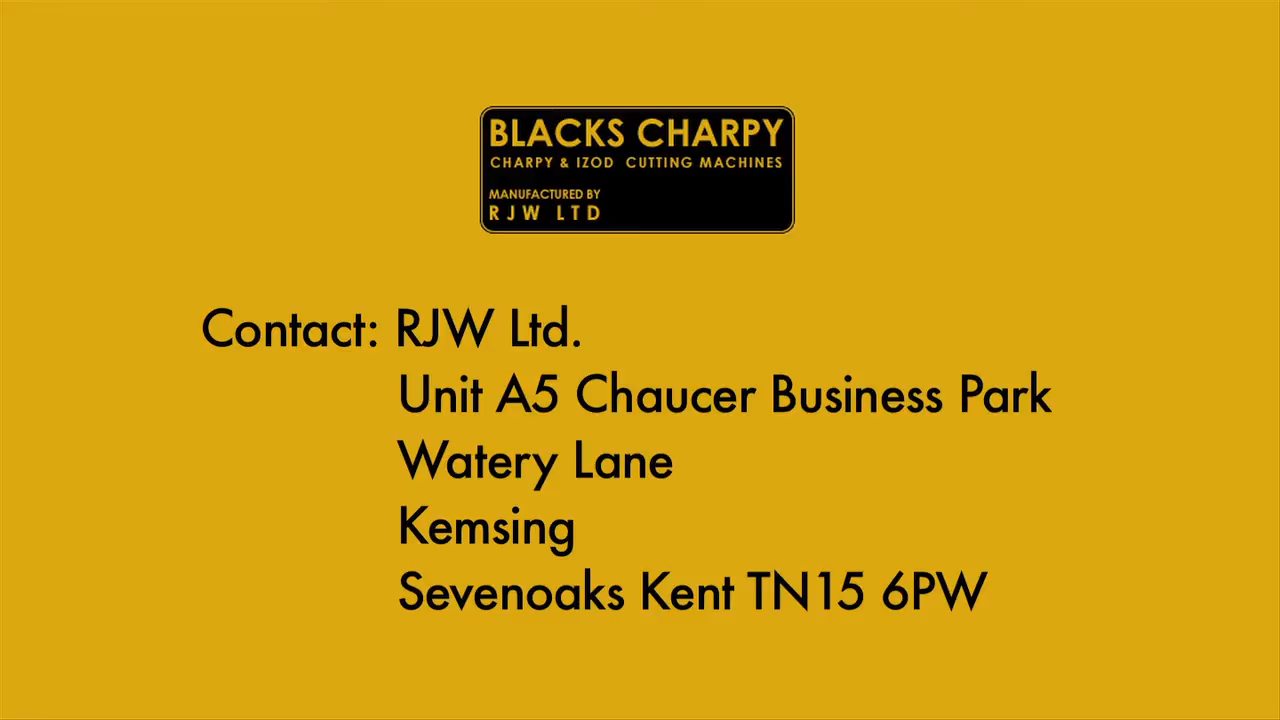 BLACKS CHARPY
CHARPY & IZOD CUTTING MACHINES
MANUFACTURED BY
RJW LTD
Contact: RJW Ltd.
Unit A5 Chaucer Business Park
Watery Lane
Kemsing
Sevenoaks Kent TN15 6PW